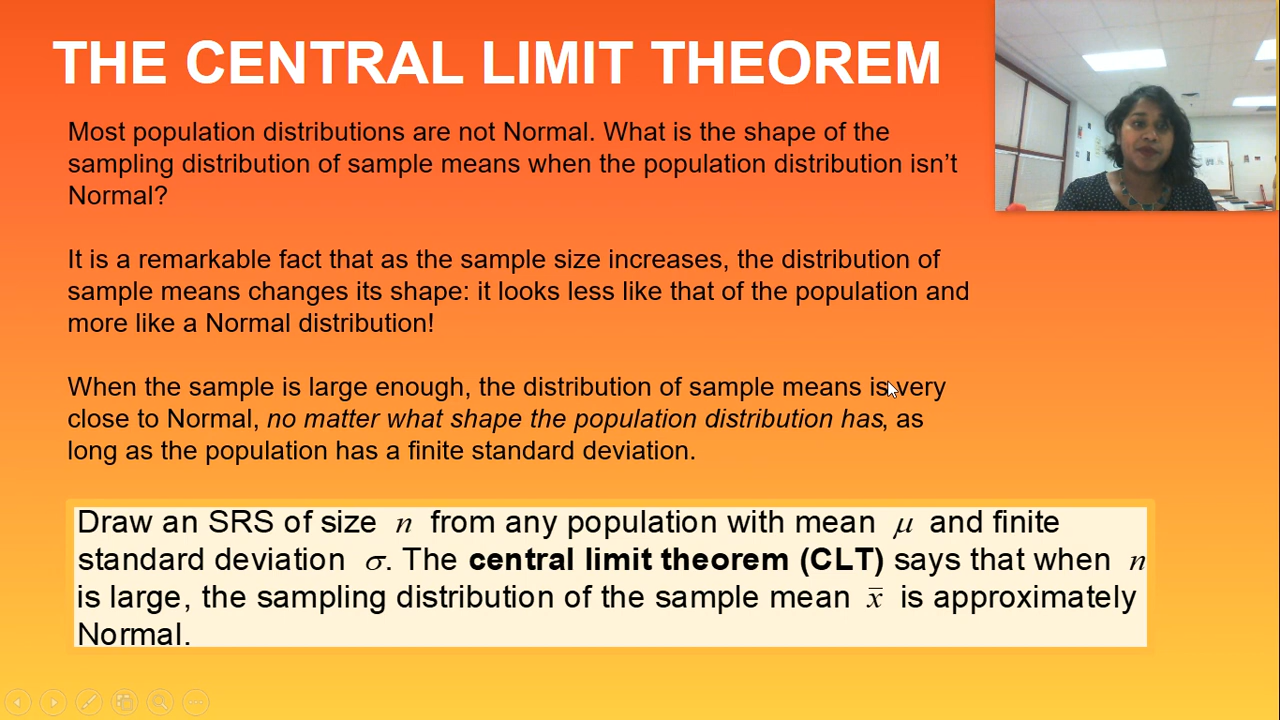 THE CENTRAL LIMIT THEOREM
Most population distributions are not Normal. What is the shape of the
sampling distribution of sample means when the population distribution isn’t
Normal?
It is a remarkable fact that as the sample size increases, the distribution of
sample means changes its shape: it looks less like that of the population and
more like a Normal distribution!
When the sample is large enough, the distribution of sample means is very
close to Normal, no matter what shape the population distribution has, as
long as the population has a finite standard deviation.
Draw an SRS of size n from any population with mean μ and finite
standard deviation σ. The central limit theorem (CLT) says that when n
is large, the sampling distribution of the sample mean x̄ is approximately
Normal.